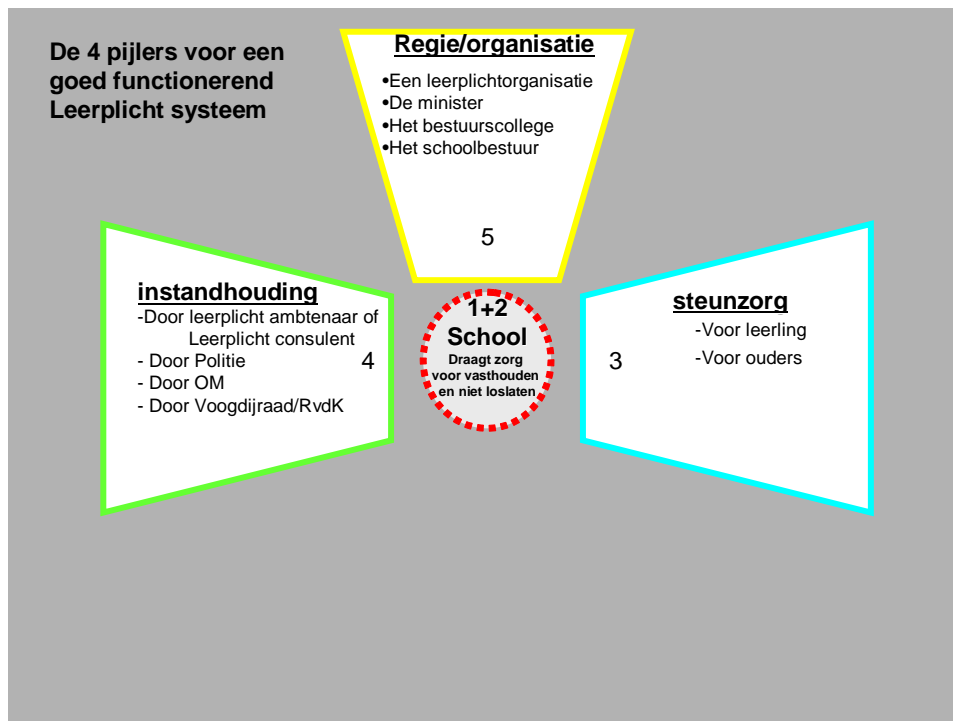 De 4 pijlers voor een
goed functionerend
Leerplicht systeem
Regie/organisatie
•Een leerplichtorganisatie
•De minister
•Het bestuurscollege
•Het schoolbestuur
5
instandhouding
-Door leerplicht ambtenaar of
Leerplicht consulent
- Door Politie
- Door OM
- Door Voogdijraad/RvdK
4
1+2
School
Draagt zorg
voor vasthouden
en niet loslaten
3
steunzorg
-Voor leerling
-Voor ouders